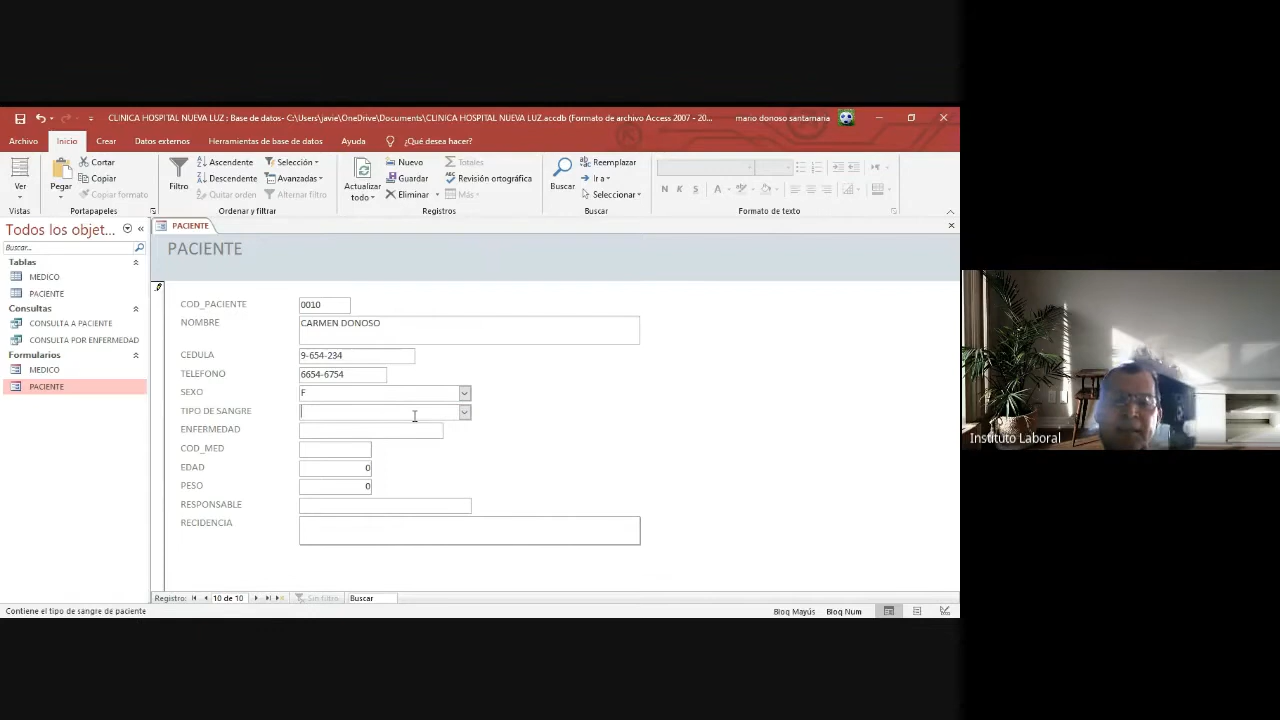 CLINICA HOSPITAL NUEVA LUZ : Base de datos- C:\Users\javie\OneDrive\Documents\CLINICA HOSPITAL NUEVA LUZ.accdb (Formato de archivo Access 2007 - 20... mario donoso santamaria
Archivo Inicio Crear Datos externos Herramientas de base de datos Ayuda ¿Qué desea hacer?
Ver
Pegar
Cortar
Copiar
Copiar formato
Filtro
Ascendente
Descendente
Quitar orden
Selección
Avanzadas
Alternar filtro
Actualizar todo
Nuevo
Guardar
Eliminar
Totales
Revisión ortográfica
Más
Buscar
Reemplazar
Ir a
Seleccionar
N K S
A
Vistas Portapapeles Ordenar y filtrar Registros Buscar Formato de texto
Todos los objet...
Buscar...
Tablas
MEDICO
PACIENTE
Consultas
CONSULTA A PACIENTE
CONSULTA POR ENFERMEDAD
Formularios
MEDICO
PACIENTE
PACIENTE
PACIENTE
COD_PACIENTE 0010
NOMBRE CARMEN DONOSO
CEDULA 9-654-234
TELEFONO 6654-6754
SEXO F
TIPO DE SANGRE
ENFERMEDAD
COD_MED
EDAD 0
PESO 0
RESPONSABLE
RECIDENCIA
Registro: 10 de 10 Sin filtro Buscar
Contiene el tipo de sangre de paciente Bloq Mayús Bloq Num
Instituto Laboral